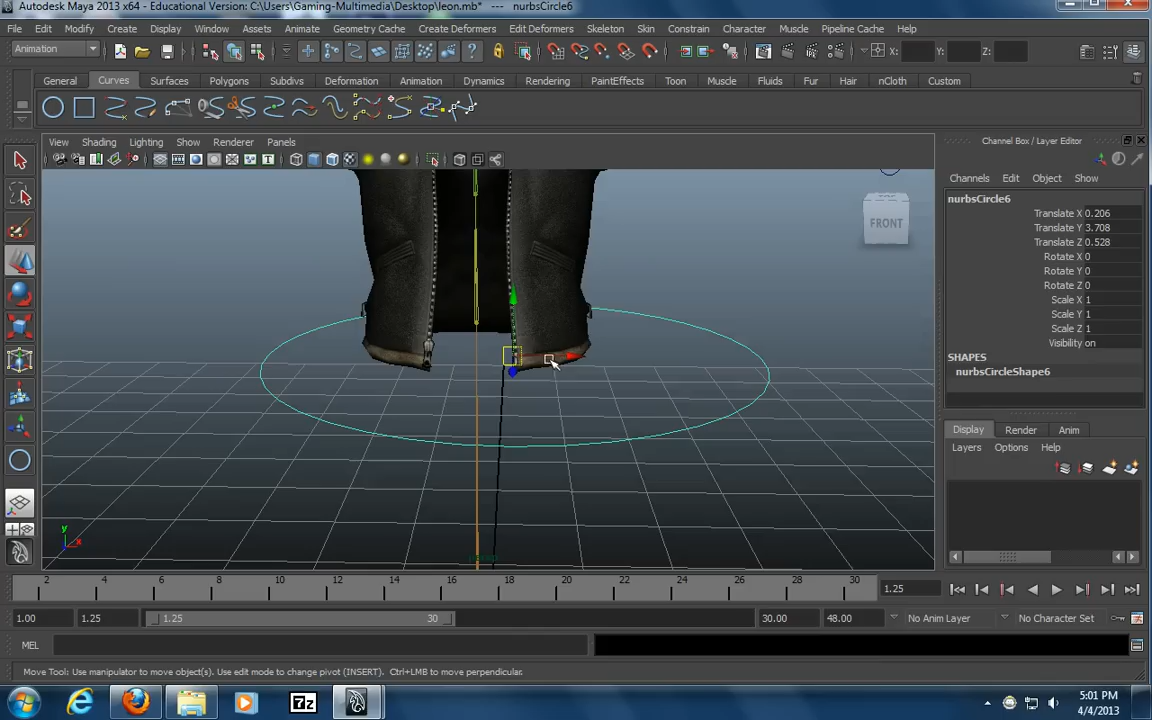 Autodesk Maya 2013 x64 - Educational Version: C:\Users\Gaming-Multimedia\Desktop\leon.mb* --- nurbsCircle6
File Edit Modify Create Display Window Assets Animate Geometry Cache Create Deformers Edit Deformers Skeleton Skin Constrain Character Muscle Pipeline Cache Help
Animation X: Y: Z:
General Curves Surfaces Polygons Subdivs Deformation Animation Dynamics Rendering PaintEffects Toon Muscle Fluids Fur Hair nCloth Custom
View Shading Lighting Renderer Panels
Channel Box / Layer Editor
Channels Edit Object Show
nurbsCircle6
Translate X 0.206
Translate Y 3.708
Translate Z 0.528
Rotate X 0
Rotate Y 0
Rotate Z 0
Scale X 1
Scale Y 1
Scale Z 1
Visibility on
SHAPES
nurbsCircleShape6
FRONT
Display Render Anim
Layers Options Help
y
x
2 4 6 8 10 12 14 16 18 20 22 24 26 28 30
1.25
1.00 1.25 1.25 30 30.00 48.00 No Anim Layer No Character Set
MEL
Move Tool: Use manipulator to move object(s). Use edit mode to change pivot (INSERT). Ctrl+LMB to move perpendicular.
7z
5:01 PM
4/4/2013